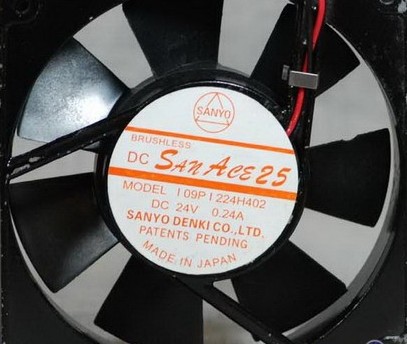 SANYO
BRUSHLESS
DC SAN ACE 25
MODEL 109P1224H402
DC 24V 0.24A
SANYO DENKI CO., LTD.
PATENTS PENDING
MADE IN JAPAN